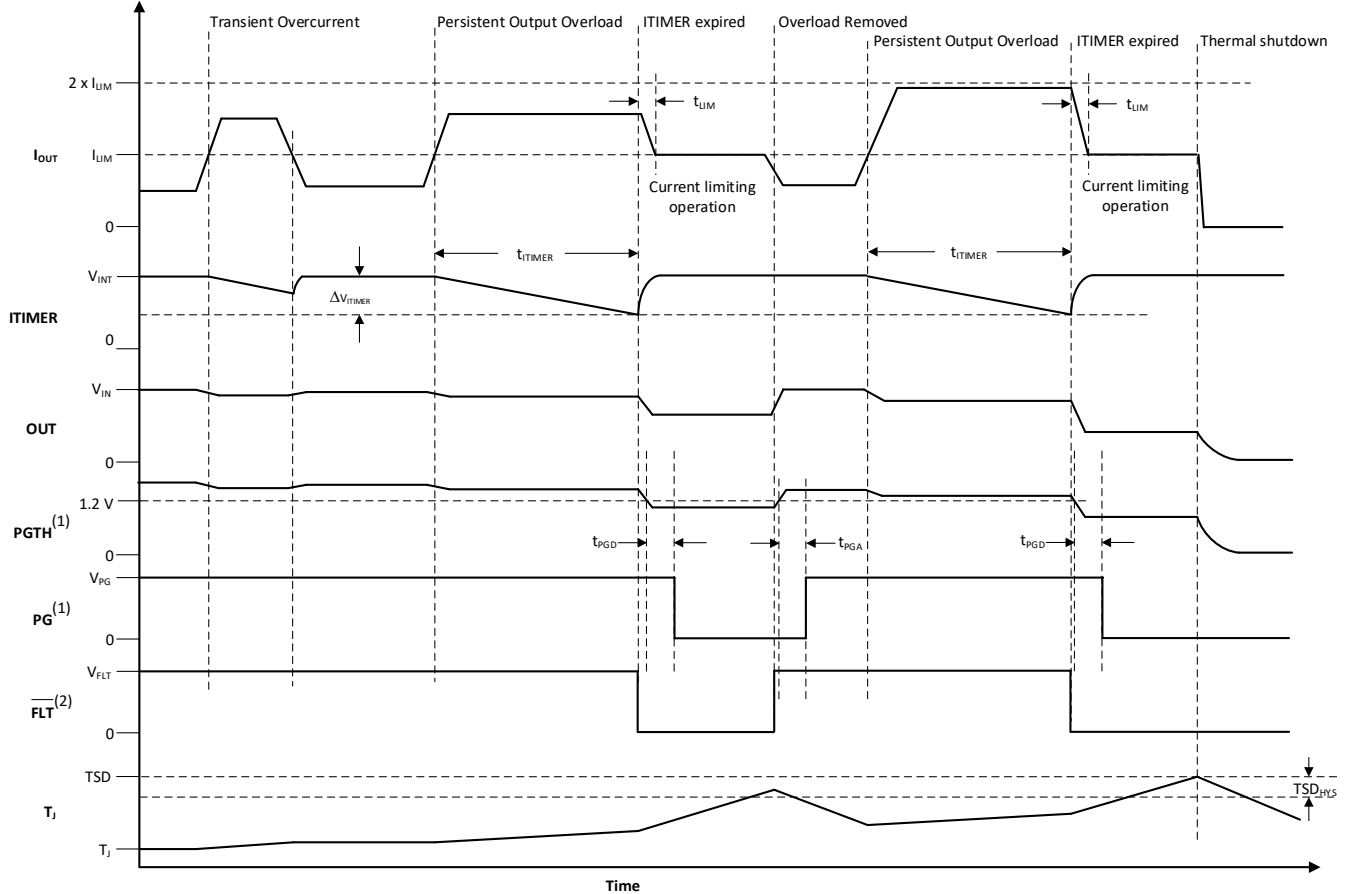 Transient Overcurrent
Persistent Output Overload
ITIMER expired
Overload Removed
Persistent Output Overload
ITIMER expired
Thermal shutdown
2 x ILIM
tLIM
tLIM
IOUT
ILIM
Current limiting
operation
Current limiting
operation
0
tITIMER
tITIMER
VINT
ΔVITIMER
ITIMER
0
VIN
OUT
0
1.2 V
PGTH(1)
tPGD
tPGA
tPGD
0
VPG
PG(1)
0
VFLT
FLT(2)
0
TSD
TSDHYS
TJ
TJ
Time